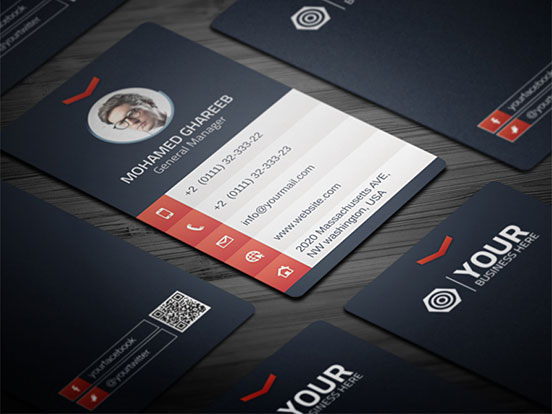 MOHAMED GHAREEB
General Manager
+2 (0111) 32-333-22
+2 (0111) 32-333-23
info@yourmail.com
www.website.com
2020 Massachusetts AVE,
NW washington, USA
yourfacebook
@yourtwitter
YOUR
BUSINESS HERE
yourfacebook
@yourtwitter
YOUR
BUSINESS HERE